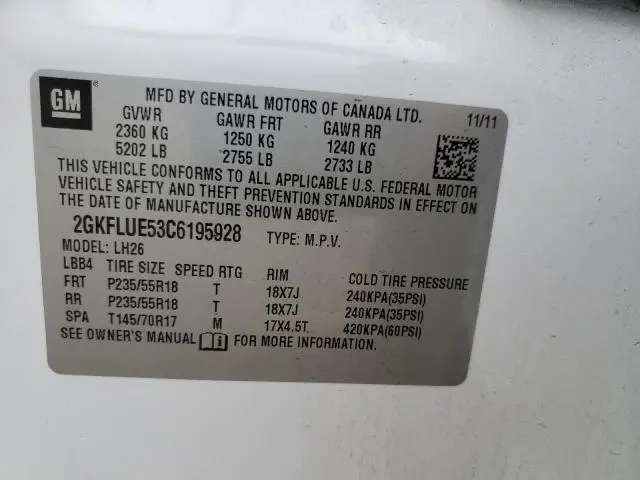 GM ®
MFD BY GENERAL MOTORS OF CANADA LTD. 11/11
GVWR GAWR FRT GAWR RR
2360 KG 1250 KG 1240 KG
5202 LB 2755 LB 2733 LB
THIS VEHICLE CONFORMS TO ALL APPLICABLE U.S. FEDERAL MOTOR
VEHICLE SAFETY AND THEFT PREVENTION STANDARDS IN EFFECT ON
THE DATE OF MANUFACTURE SHOWN ABOVE.
2GKFLUE53C6195928 TYPE: M.P.V.
MODEL: LH26
LBB4 TIRE SIZE SPEED RTG RIM COLD TIRE PRESSURE
FRT P235/55R18 T 18X7J 240KPA(35PSI)
RR P235/55R18 T 18X7J 240KPA(35PSI)
SPA T145/70R17 M 17X4.5T 420KPA(60PSI)
SEE OWNER'S MANUAL FOR MORE INFORMATION.